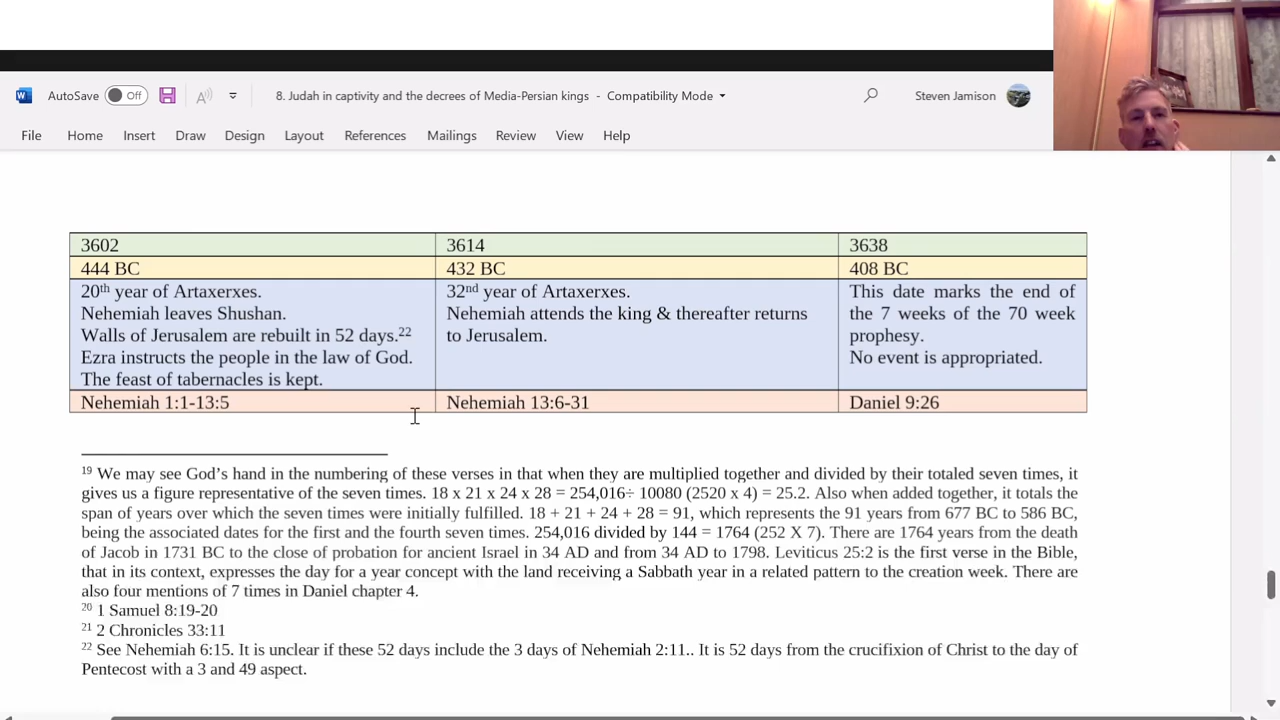 AutoSave Off 8. Judah in captivity and the decrees of Media-Persian kings - Compatibility Mode Steven Jamison
File Home Insert Draw Design Layout References Mailings Review View Help
3602 3614 3638
444 BC 432 BC 408 BC
20th year of Artaxerxes. 32nd year of Artaxerxes. This date marks the end of
Nehemiah leaves Shushan. Nehemiah attends the king & thereafter returns the 7 weeks of the 70 week
Walls of Jerusalem are rebuilt in 52 days.22 to Jerusalem. prophesy.
Ezra instructs the people in the law of God. No event is appropriated.
The feast of tabernacles is kept.
Nehemiah 1:1-13:5 Nehemiah 13:6-31 Daniel 9:26
19 We may see God's hand in the numbering of these verses in that when they are multiplied together and divided by their totaled seven times, it
gives us a figure representative of the seven times. 18 x 21 x 24 x 28 = 254,016÷ 10080 (2520 x 4) = 25.2. Also when added together, it totals the
span of years over which the seven times were initially fulfilled. 18 + 21 + 24 + 28 = 91, which represents the 91 years from 677 BC to 586 BC,
being the associated dates for the first and the fourth seven times. 254,016 divided by 144 = 1764 (252 X 7). There are 1764 years from the death
of Jacob in 1731 BC to the close of probation for ancient Israel in 34 AD and from 34 AD to 1798. Leviticus 25:2 is the first verse in the Bible,
that in its context, expresses the day for a year concept with the land receiving a Sabbath year in a related pattern to the creation week. There are
also four mentions of 7 times in Daniel chapter 4.
20 1 Samuel 8:19-20
21 2 Chronicles 33:11
22 See Nehemiah 6:15. It is unclear if these 52 days include the 3 days of Nehemiah 2:11.. It is 52 days from the crucifixion of Christ to the day of
Pentecost with a 3 and 49 aspect.